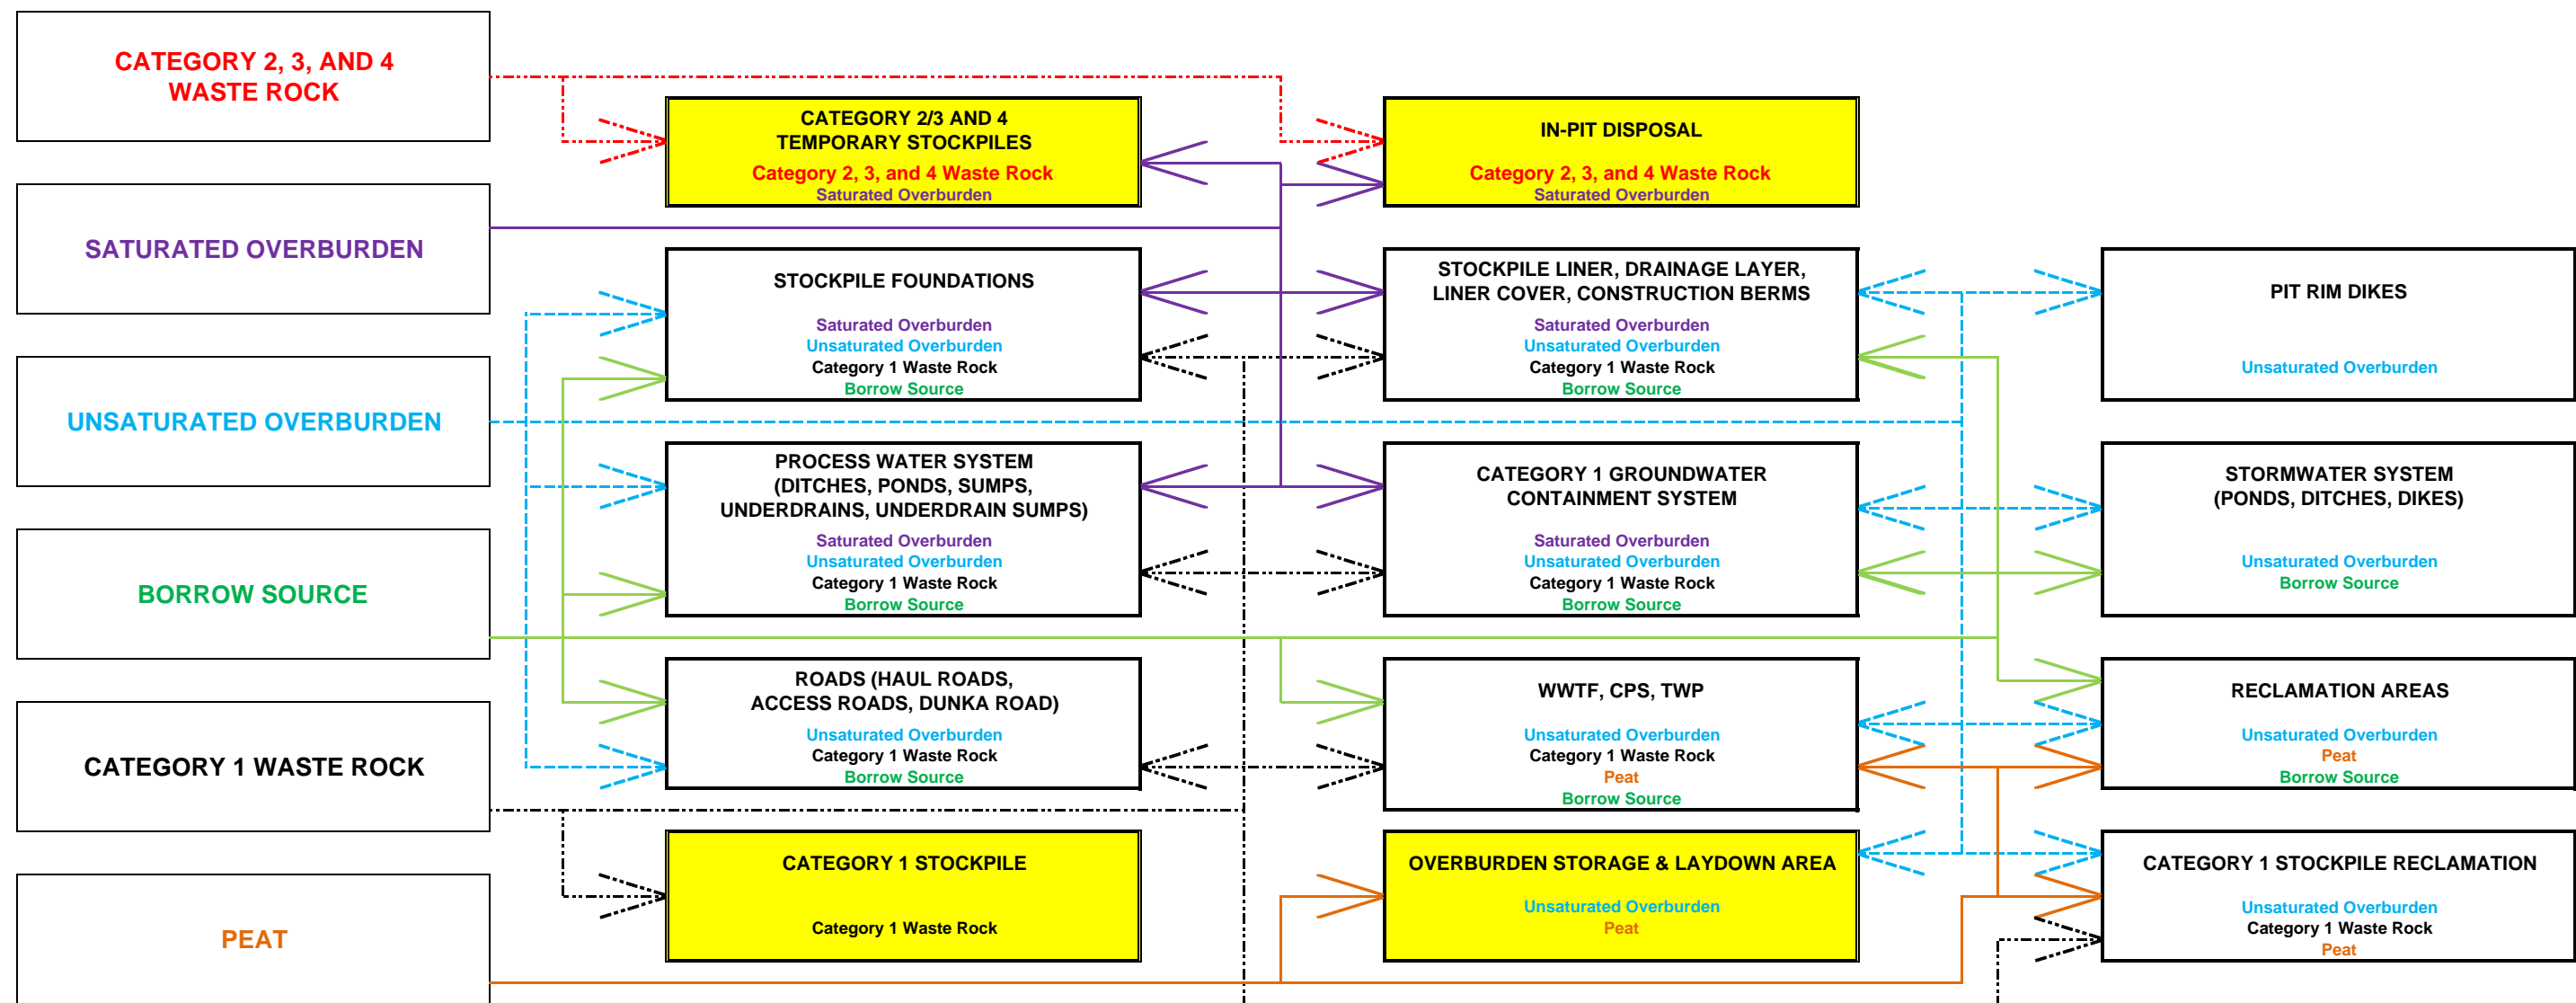 CATEGORY 2, 3, AND 4
WASTE ROCK
SATURATED OVERBURDEN
UNSATURATED OVERBURDEN
BORROW SOURCE
CATEGORY 1 WASTE ROCK
PEAT
CATEGORY 2/3 AND 4
TEMPORARY STOCKPILES
Category 2, 3, and 4 Waste Rock
Saturated Overburden
STOCKPILE FOUNDATIONS
Saturated Overburden
Unsaturated Overburden
Category 1 Waste Rock
Borrow Source
PROCESS WATER SYSTEM
(DITCHES, PONDS, SUMPS,
UNDERDRAINS, UNDERDRAIN SUMPS)
Saturated Overburden
Unsaturated Overburden
Category 1 Waste Rock
Borrow Source
ROADS (HAUL ROADS,
ACCESS ROADS, DUNKA ROAD)
Unsaturated Overburden
Category 1 Waste Rock
Borrow Source
CATEGORY 1 STOCKPILE
Category 1 Waste Rock
IN-PIT DISPOSAL
Category 2, 3, and 4 Waste Rock
Saturated Overburden
STOCKPILE LINER, DRAINAGE LAYER,
LINER COVER, CONSTRUCTION BERMS
Saturated Overburden
Unsaturated Overburden
Category 1 Waste Rock
Borrow Source
CATEGORY 1 GROUNDWATER
CONTAINMENT SYSTEM
Saturated Overburden
Unsaturated Overburden
Category 1 Waste Rock
Borrow Source
WWTF, CPS, TWP
Unsaturated Overburden
Category 1 Waste Rock
Peat
Borrow Source
OVERBURDEN STORAGE & LAYDOWN AREA
Unsaturated Overburden
Peat
PIT RIM DIKES
Unsaturated Overburden
STORMWATER SYSTEM
(PONDS, DITCHES, DIKES)
Unsaturated Overburden
Borrow Source
RECLAMATION AREAS
Unsaturated Overburden
Peat
Borrow Source
CATEGORY 1 STOCKPILE RECLAMATION
Unsaturated Overburden
Category 1 Waste Rock
Peat